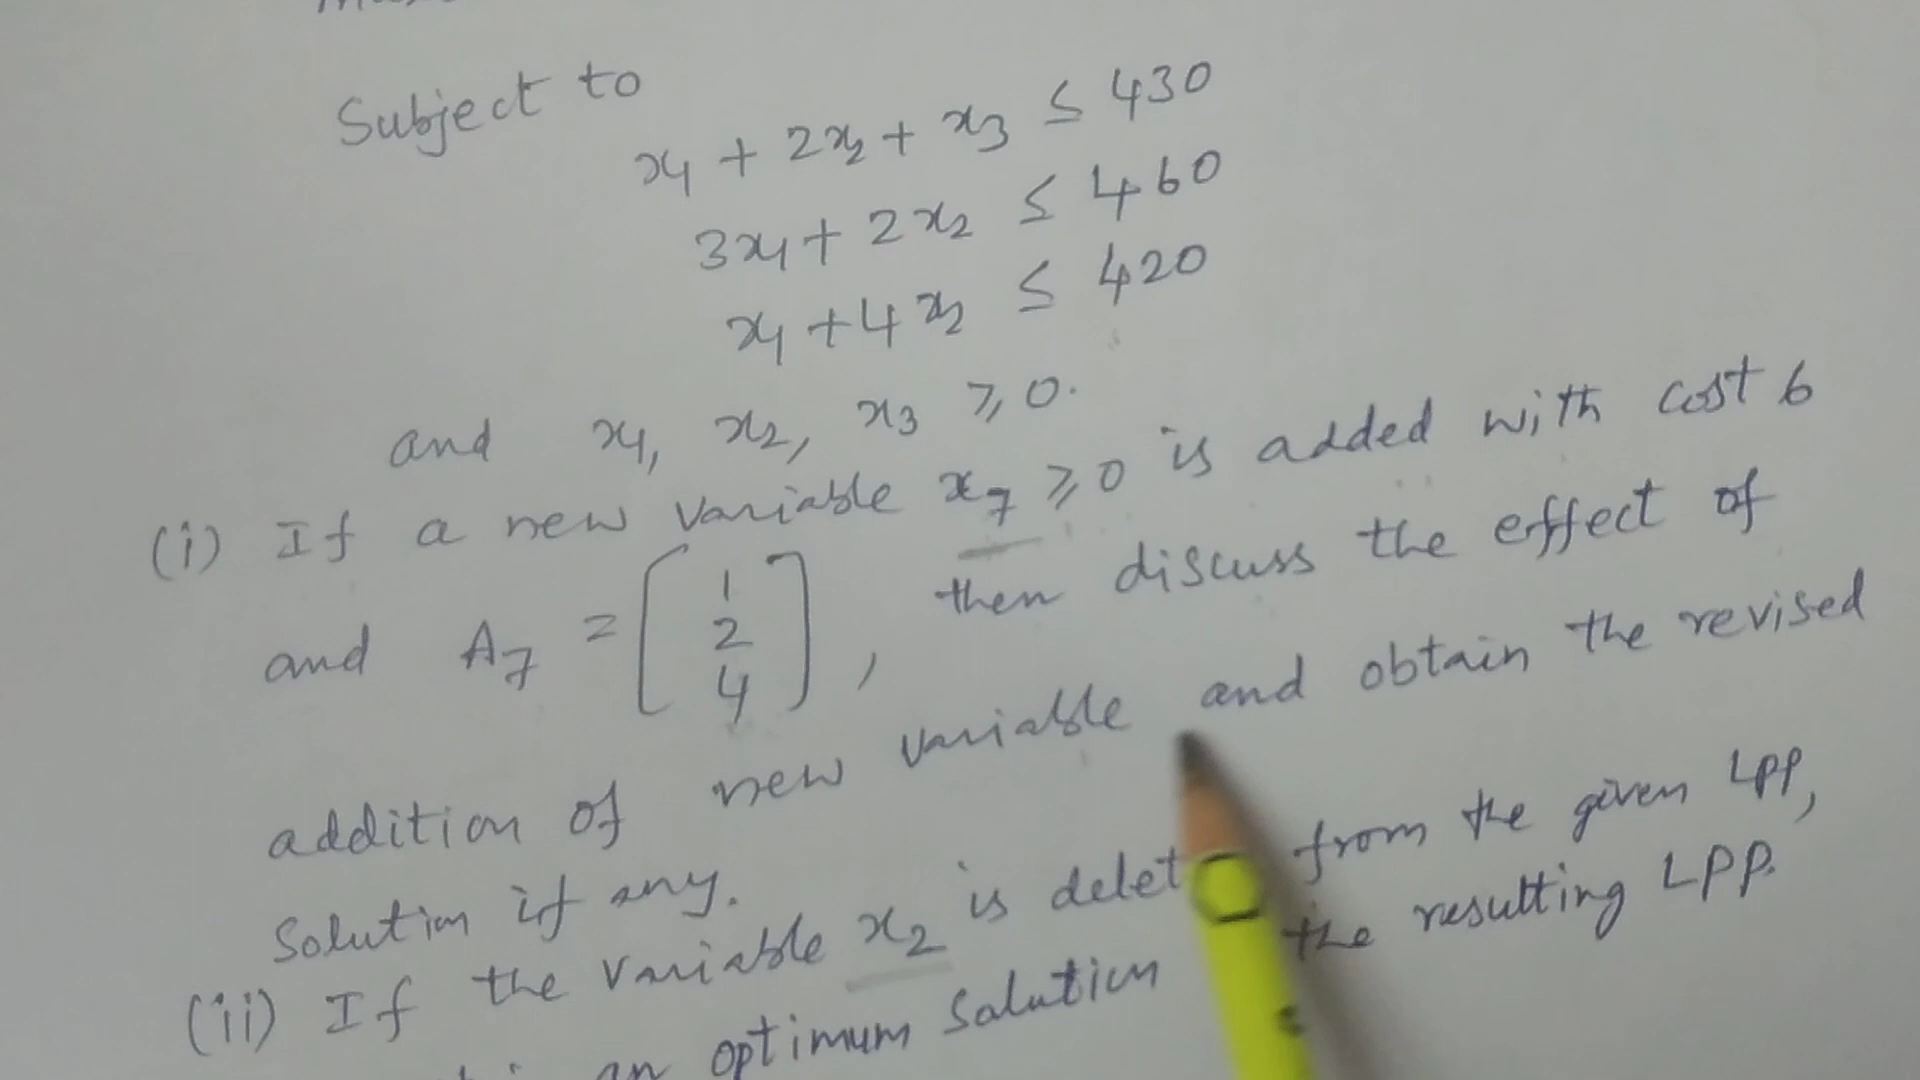 Subject to
x1 + 2x2 + x3 ≤ 430
3x1 + 2x2 ≤ 460
x1 + 4x2 ≤ 420
and x1, x2, x3 ≥ 0.
(i) If a new variable x7 ≥ 0 is added with cost 6
and A7 = [1 2 4], then discuss the effect of
addition of new variable and obtain the revised
Solution if any.
(ii) If the variable x2 is delet from the given LPP,
an optimum solution the resulting LPP.